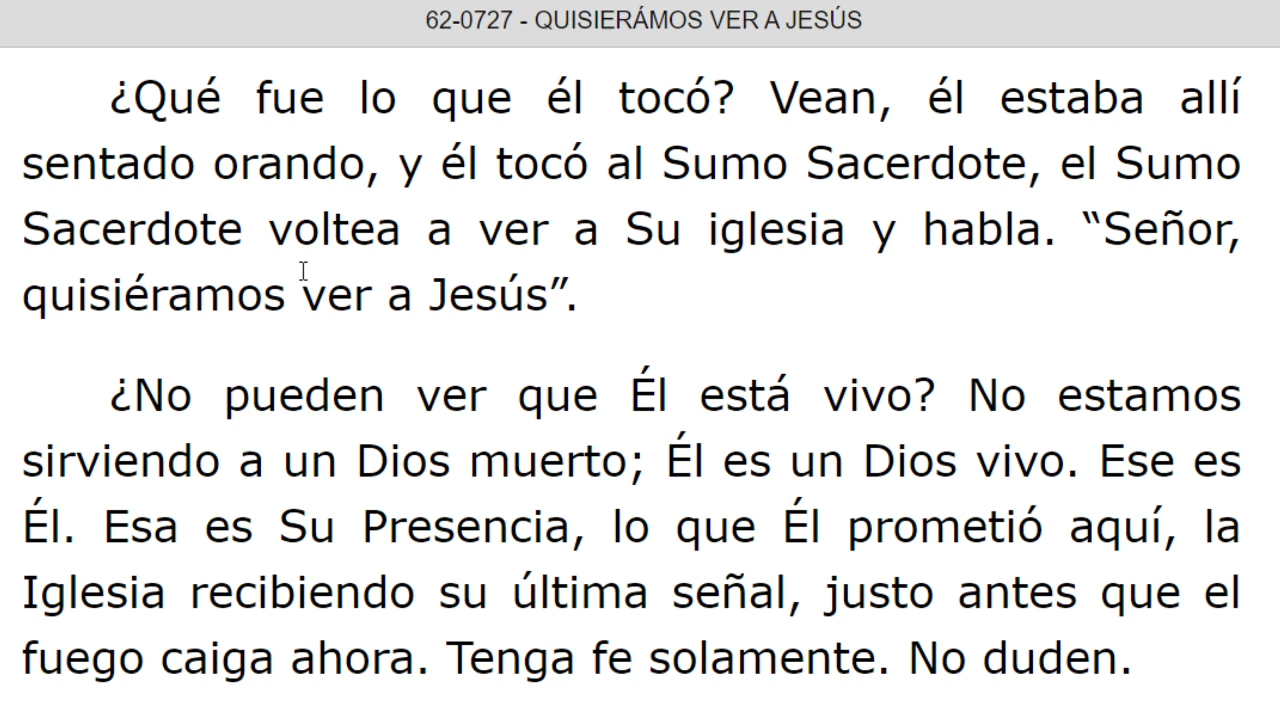 62-0727 - QUISIERÁMOS VER A JESÚS
¿Qué fue lo que él tocó? Vean, él estaba allí
sentado orando, y él tocó al Sumo Sacerdote, el Sumo
Sacerdote voltea a ver a Su iglesia y habla. “Señor,
quisiéramos ver a Jesús”.
¿No pueden ver que Él está vivo? No estamos
sirviendo a un Dios muerto; Él es un Dios vivo. Ese es
Él. Esa es Su Presencia, lo que Él prometió aquí, la
Iglesia recibiendo su última señal, justo antes que el
fuego caiga ahora. Tenga fe solamente. No duden.